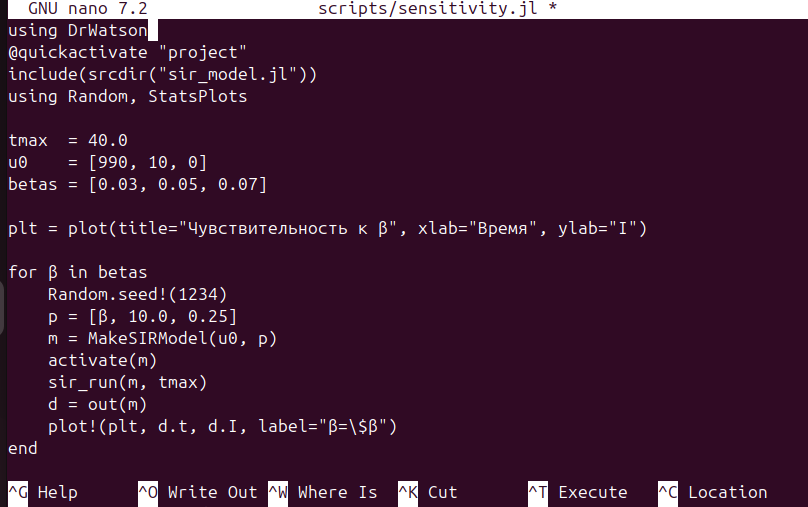 GNU nano 7.2 scripts/sensitivity.jl *
using DrWatson
@quickactivate "project"
include(srcdir("sir_model.jl"))
using Random, StatsPlots

tmax  = 40.0
u0    = [990, 10, 0]
betas = [0.03, 0.05, 0.07]

plt = plot(title="Чувствительность к β", xlab="Время", ylab="I")

for β in betas
    Random.seed!(1234)
    p = [β, 10.0, 0.25]
    m = MakeSIRModel(u0, p)
    activate(m)
    sir_run(m, tmax)
    d = out(m)
    plot!(plt, d.t, d.I, label="β=\$β")
end

^G Help ^O Write Out ^W Where Is ^K Cut ^T Execute ^C Location